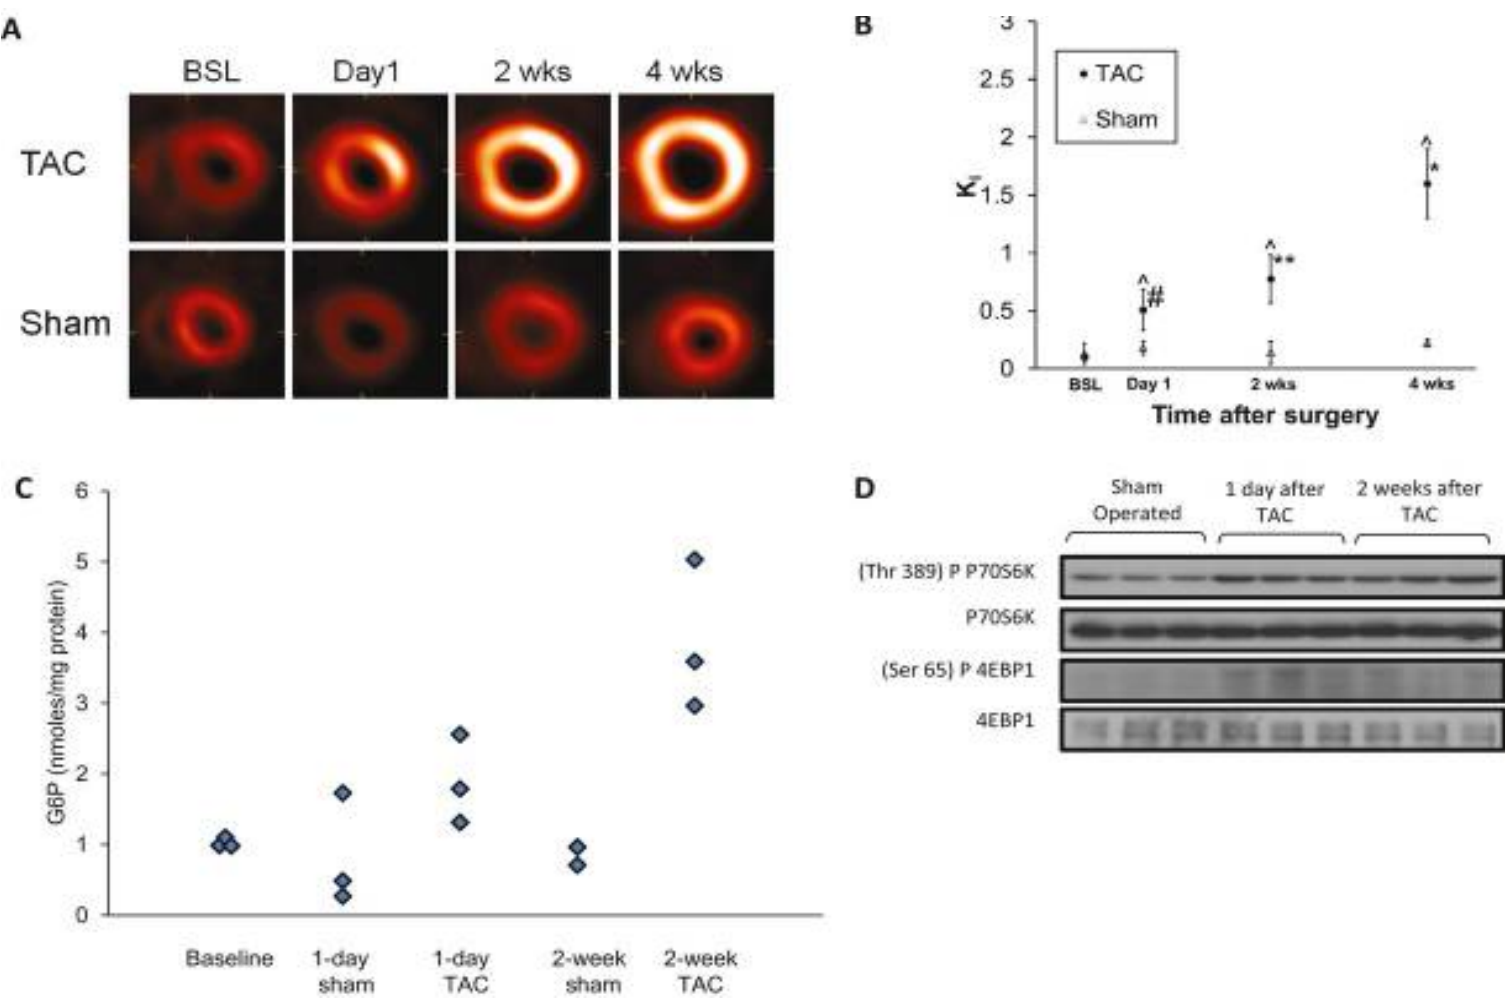 A
BSL Day1 2 wks 4 wks
TAC
Sham
B
3
2.5
2
1.5
1
0.5
0
K_I
TAC
Sham
^ # ^ ** ^ *
BSL Day 1 2 wks 4 wks
Time after surgery
C
6
5
4
3
2
1
0
G6P (nmoles/mg protein)
Baseline 1-day 1-day 2-week 2-week
sham TAC sham TAC
D
Sham 1 day after 2 weeks after
Operated TAC TAC
(Thr 389) P P70S6K
P70S6K
(Ser 65) P 4EBP1
4EBP1